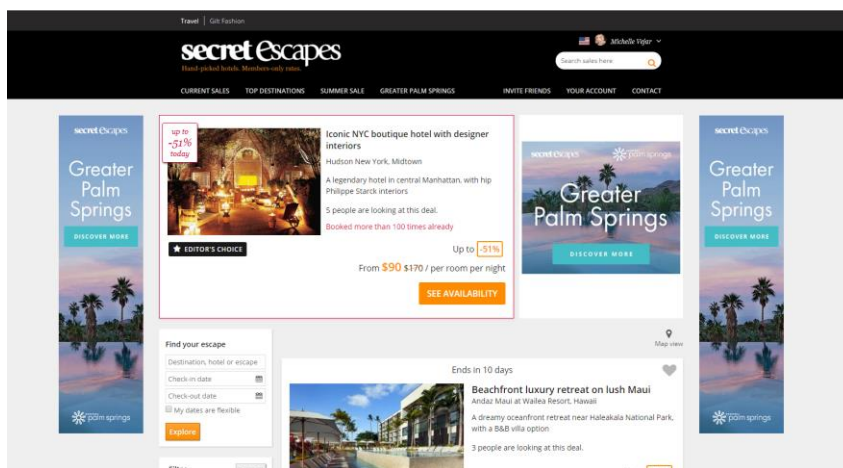 Travel | Gilt Fashion
secret escapes
Hand-picked hotels. Members-only rates.
Michelle Vejar
Search sales here
CURRENT SALES TOP DESTINATIONS SUMMER SALE GREATER PALM SPRINGS INVITE FRIENDS YOUR ACCOUNT CONTACT
secret escapes
Greater
Palm
Springs
DISCOVER MORE
palm springs
up to
-51%
today
Iconic NYC boutique hotel with designer
interiors
Hudson New York, Midtown
A legendary hotel in central Manhattan, with hip
Philippe Starck interiors
5 people are looking at this deal.
Booked more than 100 times already
EDITOR'S CHOICE
Up to -51%
From $90 $170 / per room per night
SEE AVAILABILITY
secret escapes
palm springs
Greater
Palm Springs
DISCOVER MORE
secret escapes
Greater
Palm
Springs
DISCOVER MORE
palm springs
Map view
Find your escape
Destination, hotel or escape
Check-in date
Check-out date
My dates are flexible
Explore
Ends in 10 days
Beachfront luxury retreat on lush Maui
Andaz Maui at Wailea Resort, Hawaii
A dreamy oceanfront retreat near Haleakala National Park,
with a B&B villa option
3 people are looking at this deal.